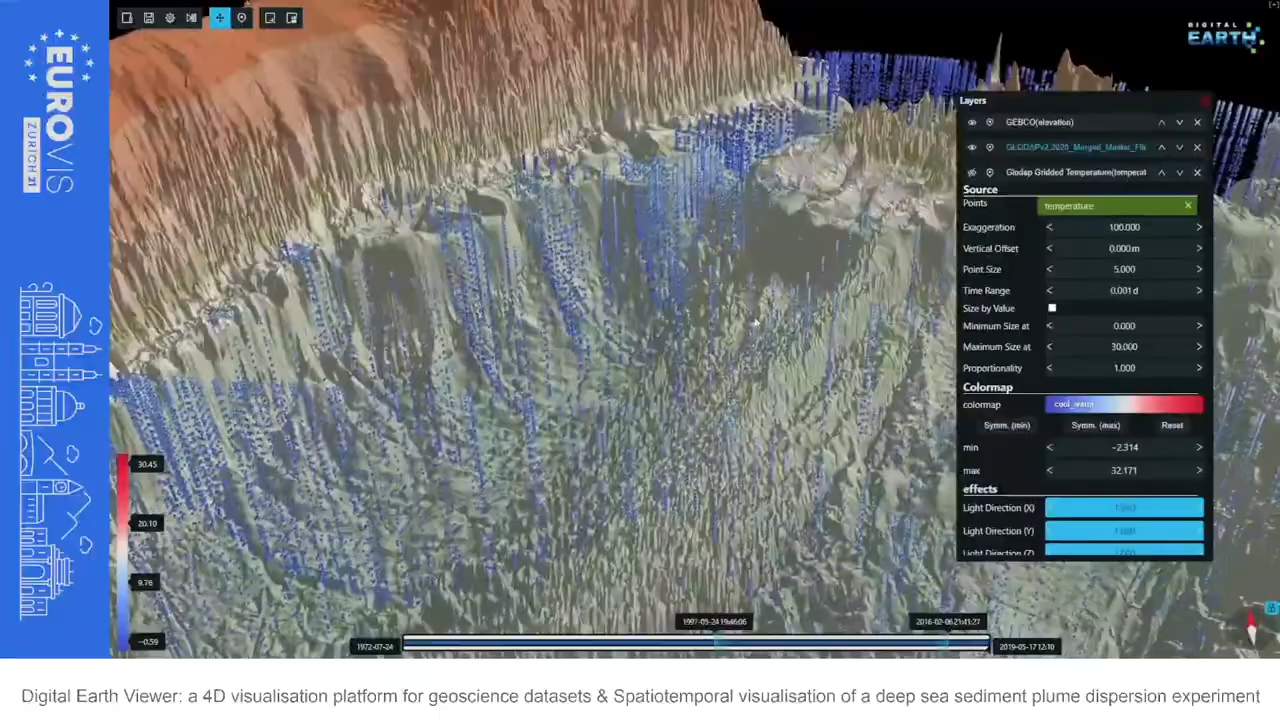 EUROVIS
ZURICH 21
DIGITAL
EARTH
Layers
GEBCO(elevation)
GLODAPv2.2020_Merged_Master_File
Glodap Gridded Temperature(temperat
Source
Points
temperature
Exaggeration
100.000
Vertical Offset
0.000 m
Point Size
5.000
Time Range
0.001 d
Size by Value
Minimum Size at
0.000
Maximum Size at
30.000
Proportionality
1.000
Colormap
colormap
cool_warm
Symm. (min)
Symm. (max)
Reset
min
-2.314
max
32.171
effects
Light Direction (X)
Light Direction (Y)
Light Direction (Z)
30.45
20.10
9.76
-0.59
1972-07-24
2019-05-17 12:10
Digital Earth Viewer: a 4D visualisation platform for geoscience datasets & Spatiotemporal visualisation of a deep sea sediment plume dispersion experiment